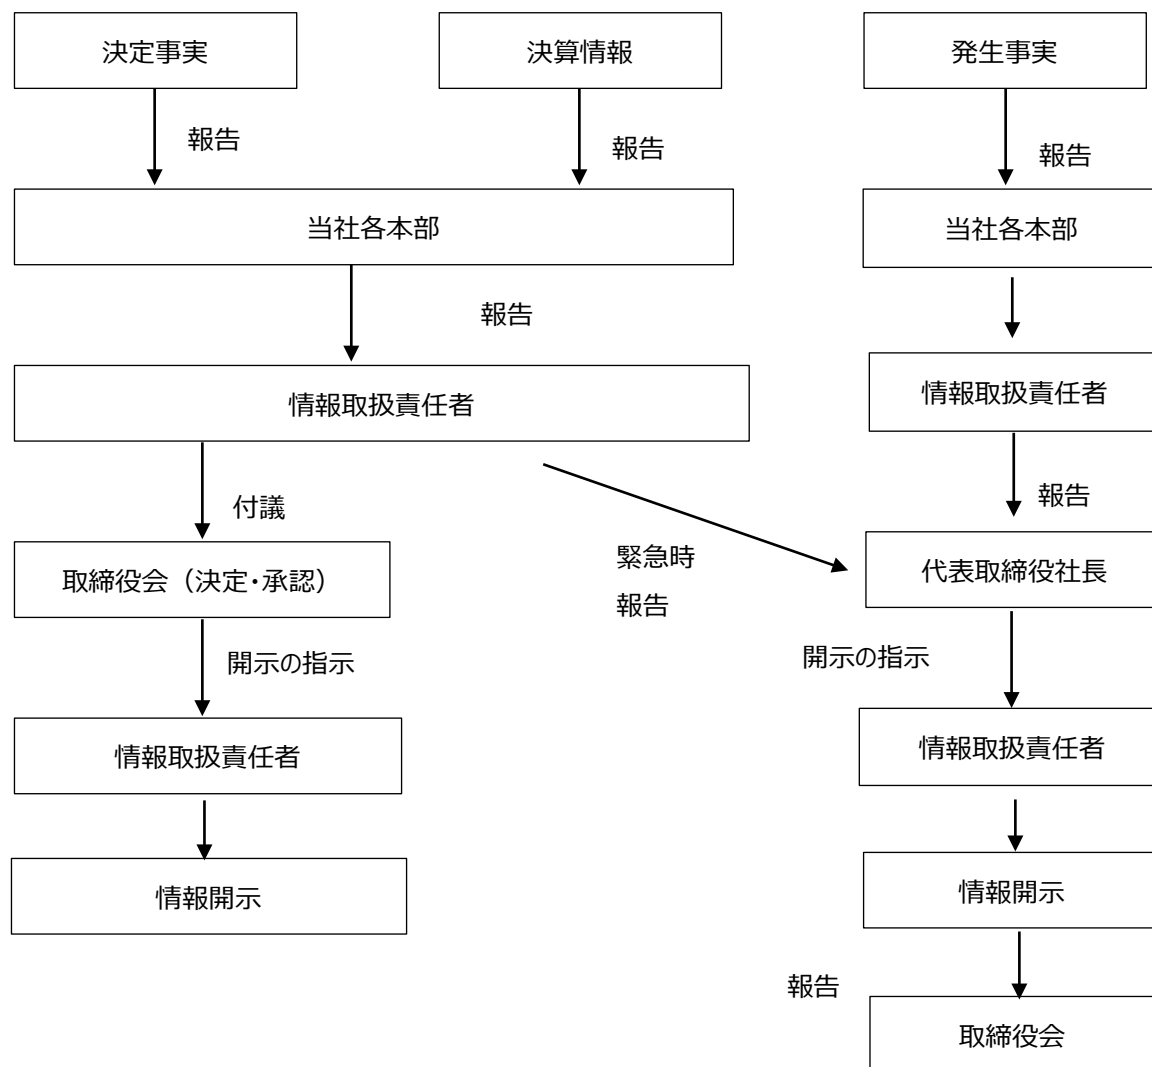 決定事実
決算情報
発生事実
報告
報告
報告
当社各本部
当社各本部
報告
情報取扱責任者
情報取扱責任者
付議
報告
取締役会（決定・承認）
緊急時
報告
代表取締役社長
開示の指示
開示の指示
情報取扱責任者
情報取扱責任者
情報開示
情報開示
報告
取締役会